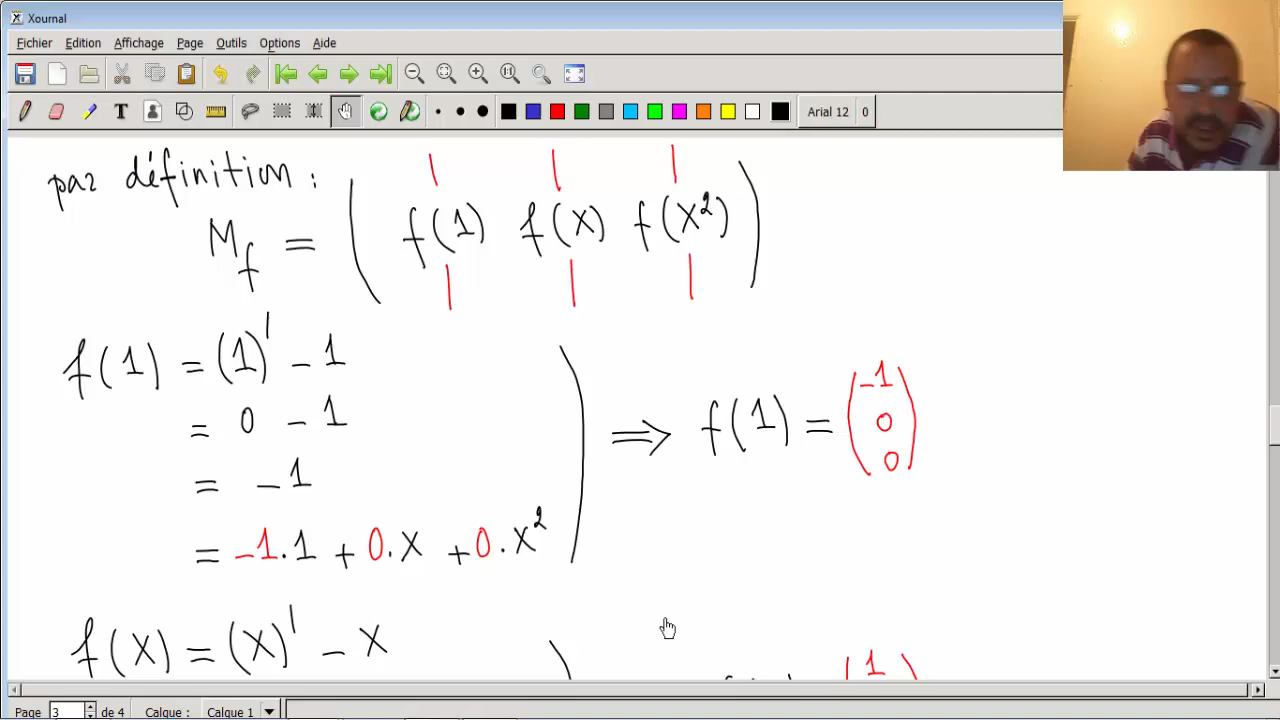 Xournal
Fichier Edition Affichage Page Outils Options Aide
Arial 12 0
par définition :
M_f = ( f(1) f(X) f(X²) )
f(1) = (1)' - 1
= 0 - 1
= -1
= -1.1 + 0.X + 0.X²
⟹ f(1) = (-1
0
0)
f(X) = (X)' - X
(1
Page 3 de 4 Calque : Calque 1